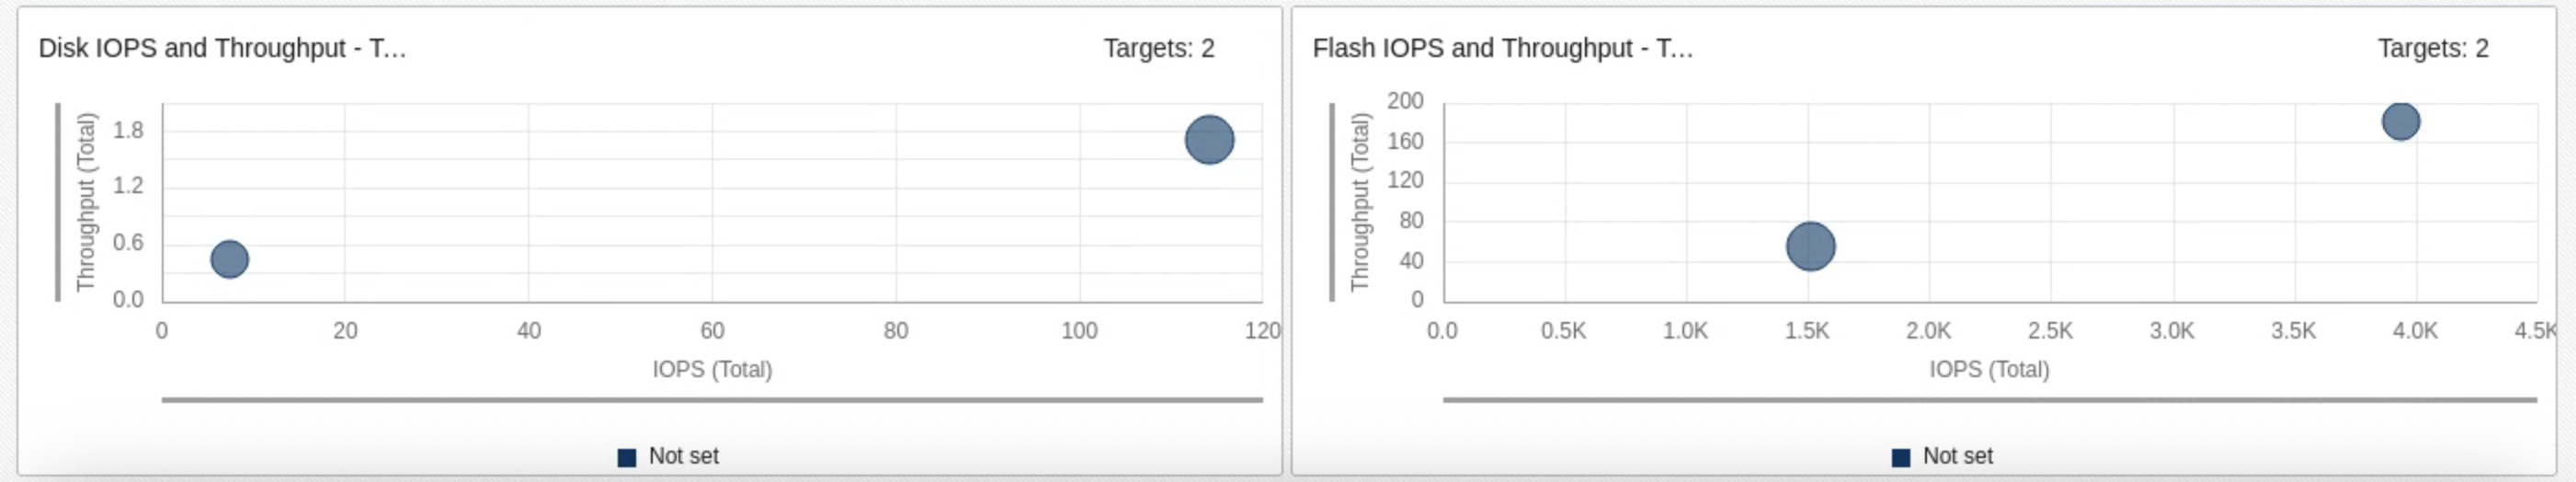 Disk IOPS and Throughput - T...
Targets: 2
Throughput (Total)
1.8
1.2
0.6
0.0
0 20 40 60 80 100 120
IOPS (Total)
Not set
Flash IOPS and Throughput - T...
Targets: 2
Throughput (Total)
200
160
120
80
40
0
0.0 0.5K 1.0K 1.5K 2.0K 2.5K 3.0K 3.5K 4.0K 4.5K
IOPS (Total)
Not set